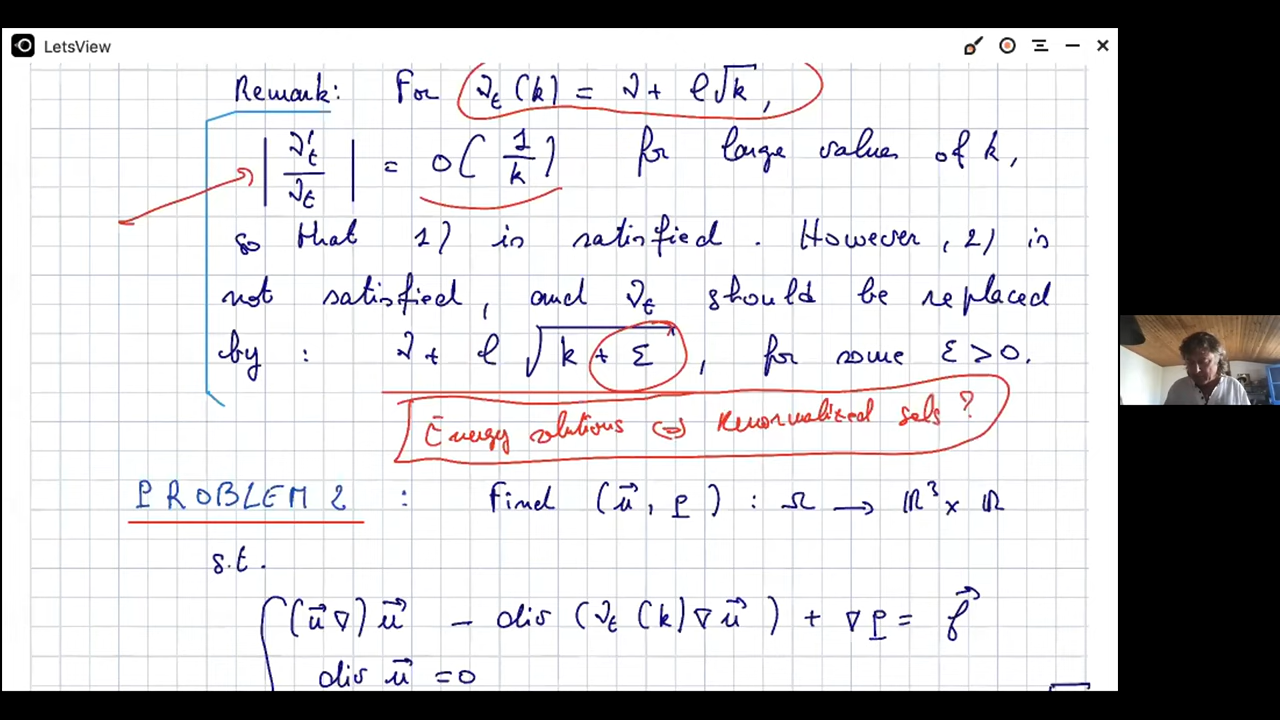 LetsView
Remark: For ν_t (k) = ν + ℓ√k,
|ν'_t / ν_t| = O( 1/k ) for large values of k,
so that 1) is satisfied. However, 2) is
not satisfied, and ν_t should be replaced
by : ν + ℓ √(k + ε) , for some ε > 0.
Energy solutions ⇔ Renormalized sols ?
PROBLEM 2 : Find (u⃗, p) : Ω → ℝ³ × ℝ
s.t.
(u⃗ ∇) u⃗ − div (ν_t (k) ∇ u⃗ ) + ∇ p = f⃗
div u⃗ = 0